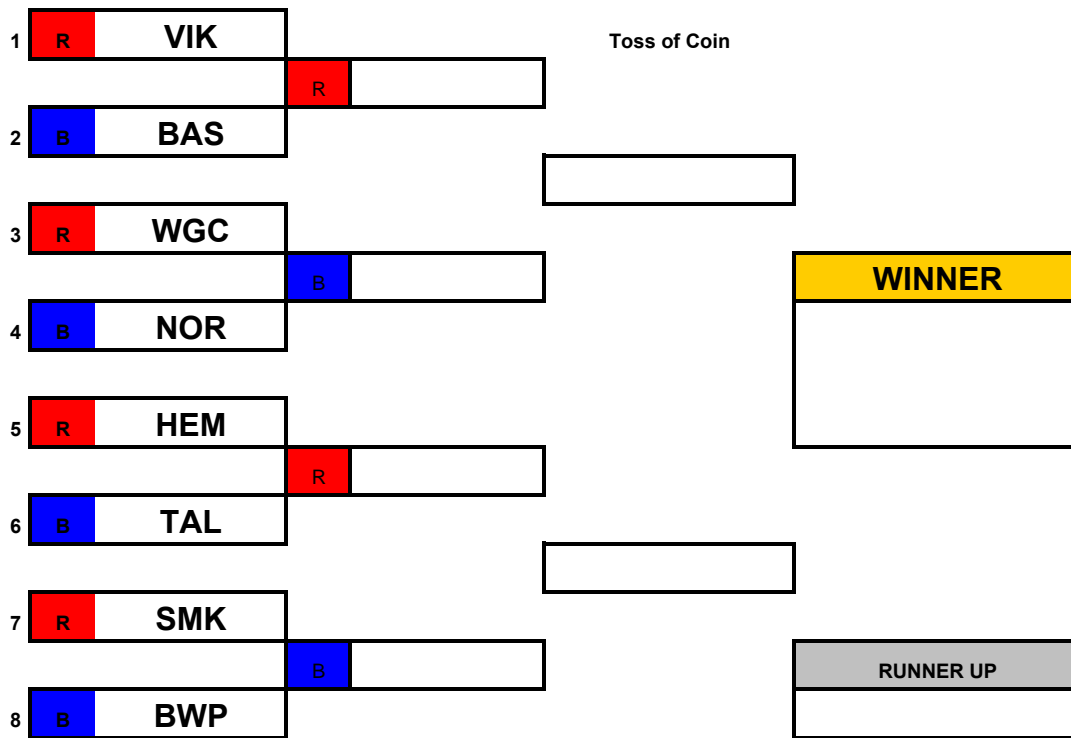 1 R VIK Toss of Coin
R
2 B BAS
3 R WGC
B WINNER
4 B NOR
5 R HEM
R
6 B TAL
7 R SMK
B RUNNER UP
8 B BWP